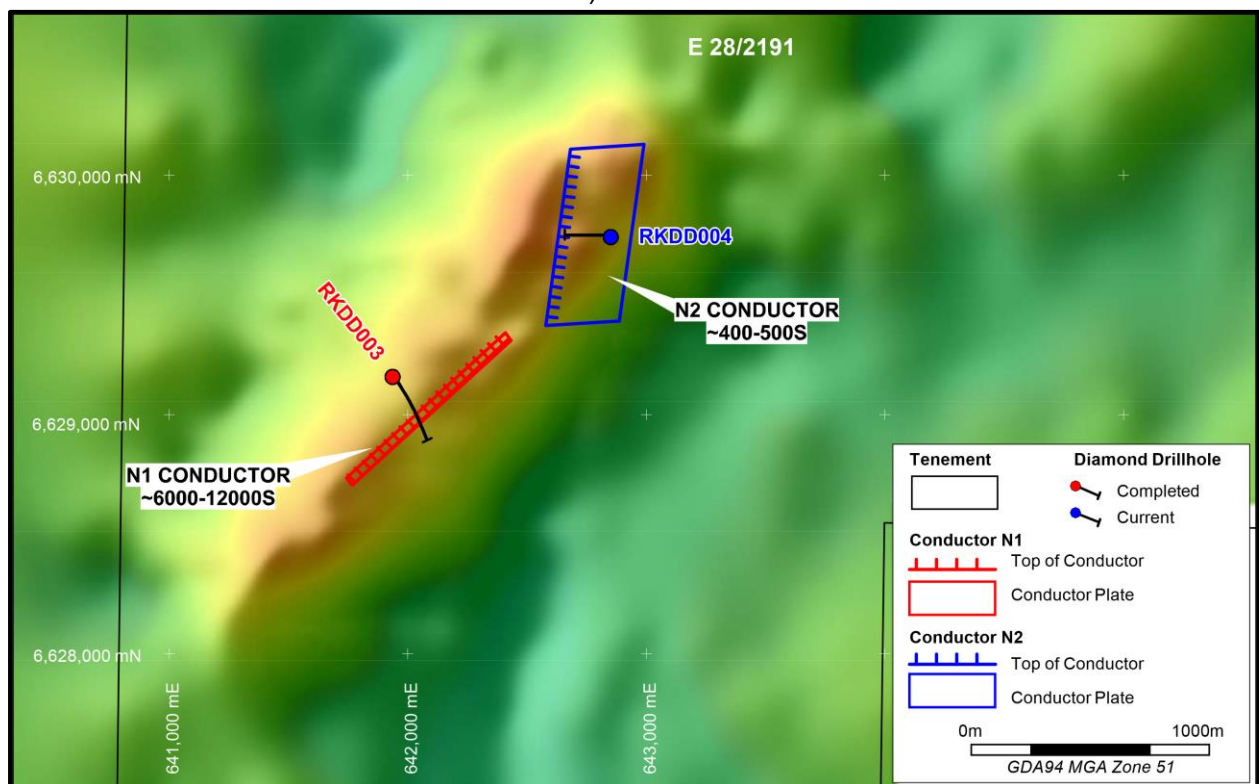 E 28/2191
6,630,000 mN
RKDD004
N2 CONDUCTOR
~400-500S
RKDD003
6,629,000 mN
N1 CONDUCTOR
~6000-12000S
6,628,000 mN
641,000 mE
642,000 mE
643,000 mE
Tenement
Diamond Drillhole
Completed
Current
Conductor N1
Top of Conductor
Conductor Plate
Conductor N2
Top of Conductor
Conductor Plate
0m 1000m
GDA94 MGA Zone 51